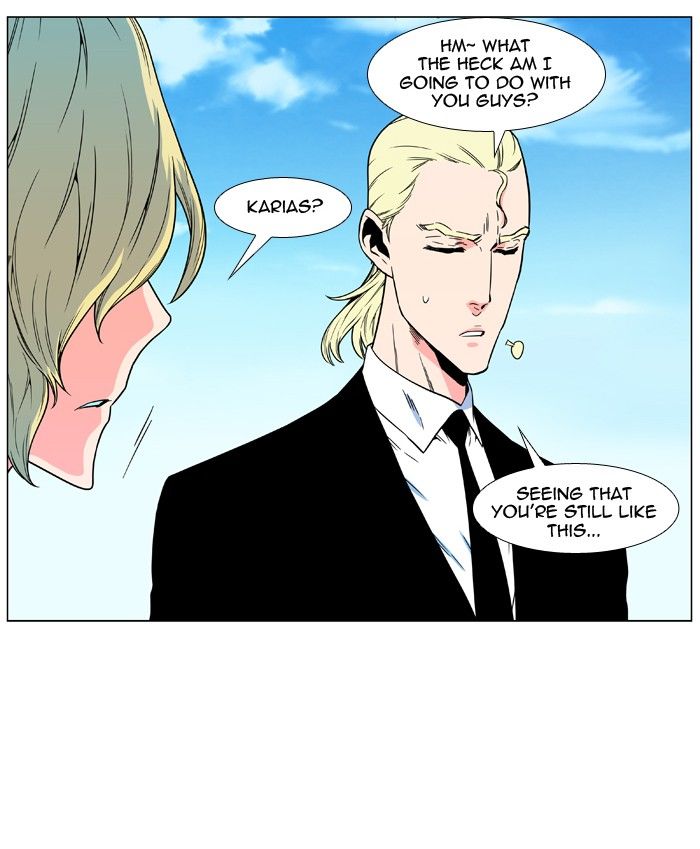 HM~ WHAT
THE HECK AM I
GOING TO DO WITH
YOU GUYS?
KARIAS?
SEEING THAT
YOU'RE STILL LIKE
THIS...